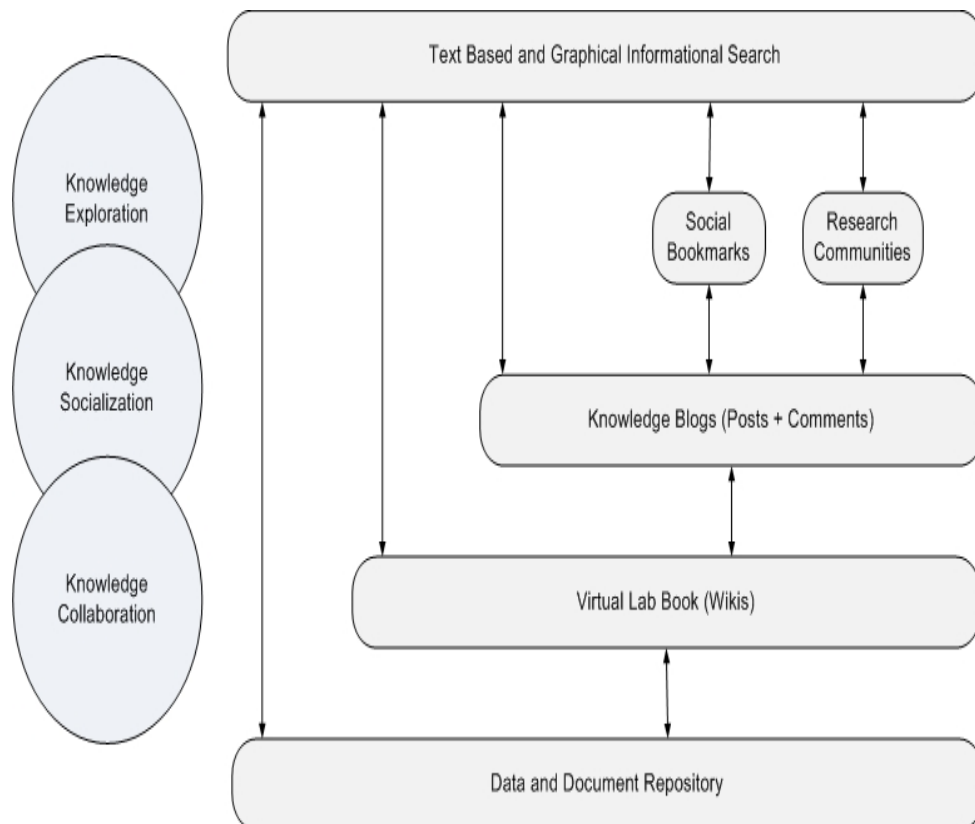 Text Based and Graphical Informational Search
Knowledge
Exploration
Social
Bookmarks
Research
Communities
Knowledge
Socialization
Knowledge Blogs (Posts + Comments)
Knowledge
Collaboration
Virtual Lab Book (Wikis)
Data and Document Repository